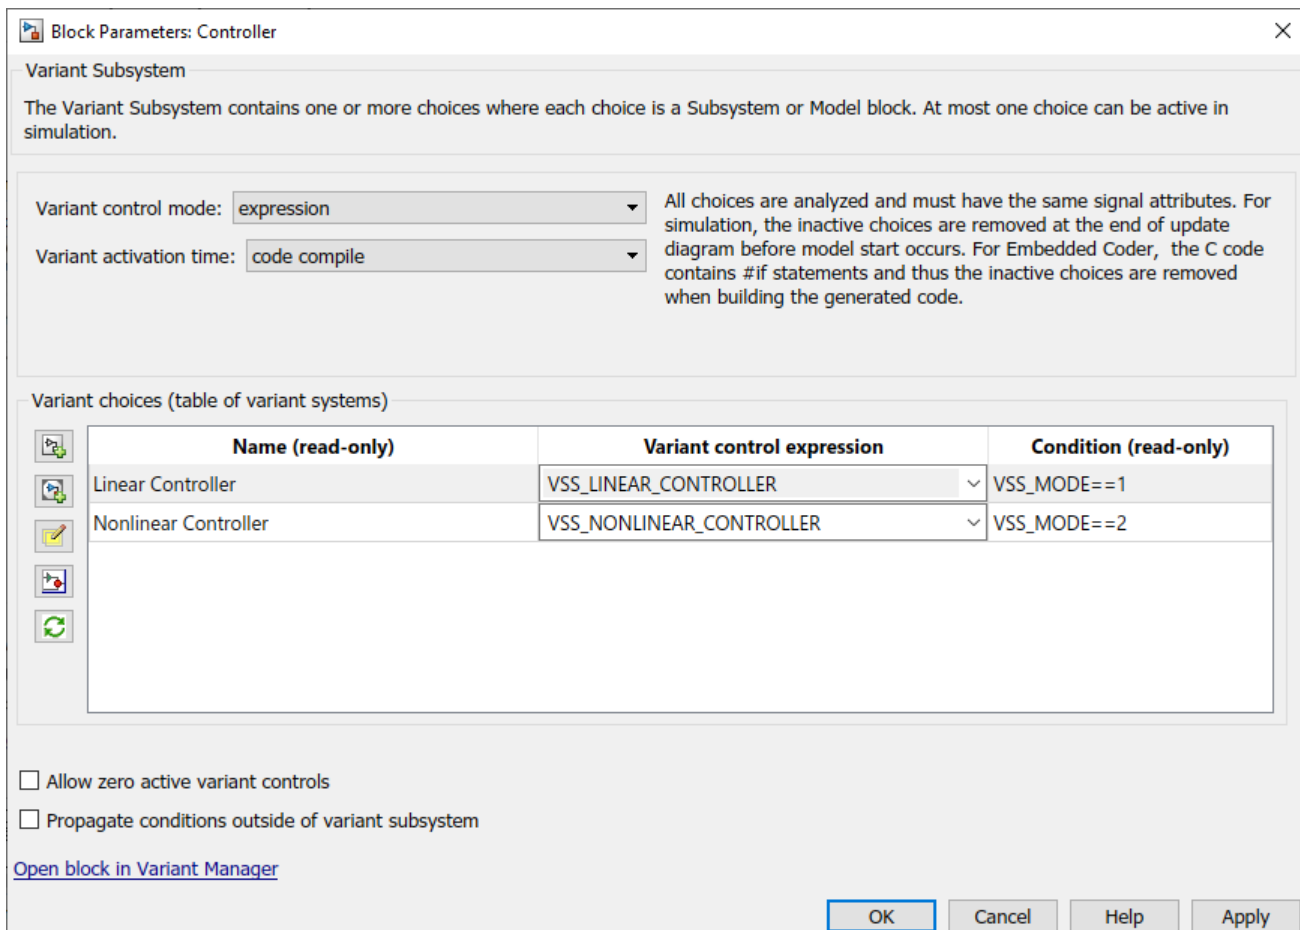 Block Parameters: Controller
Variant Subsystem
The Variant Subsystem contains one or more choices where each choice is a Subsystem or Model block. At most one choice can be active in
simulation.
Variant control mode: expression
Variant activation time: code compile
All choices are analyzed and must have the same signal attributes. For
simulation, the inactive choices are removed at the end of update
diagram before model start occurs. For Embedded Coder, the C code
contains #if statements and thus the inactive choices are removed
when building the generated code.
Variant choices (table of variant systems)
Name (read-only) Variant control expression Condition (read-only)
Linear Controller VSS_LINEAR_CONTROLLER VSS_MODE==1
Nonlinear Controller VSS_NONLINEAR_CONTROLLER VSS_MODE==2
Allow zero active variant controls
Propagate conditions outside of variant subsystem
Open block in Variant Manager
OK Cancel Help Apply